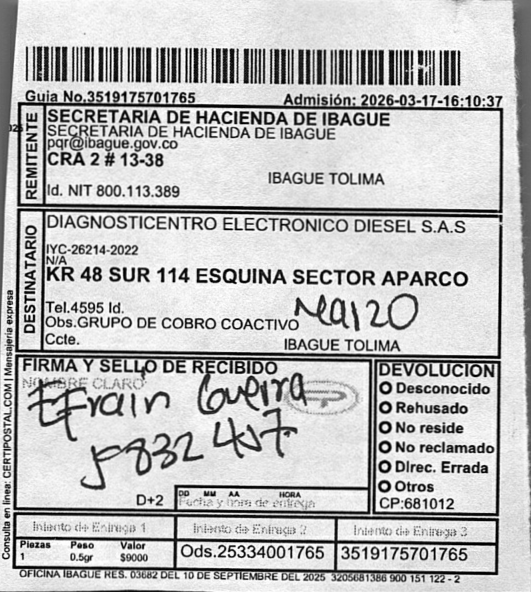 Guia No.3519175701765 Admisión: 2026-03-17-16:10:37
REMITENTE
SECRETARIA DE HACIENDA DE IBAGUE
SECRETARIA DE HACIENDA DE IBAGUE
pqr@ibague.gov.co
CRA 2 # 13-38
IBAGUE TOLIMA
Id. NIT 800.113.389
DESTINATARIO
DIAGNOSTICENTRO ELECTRONICO DIESEL S.A.S
IYC-26214-2022
N/A
KR 48 SUR 114 ESQUINA SECTOR APARCO
Tel.4595 Id.
Obs.GRUPO DE COBRO COACTIVO
Ccte. IBAGUE TOLIMA
FIRMA Y SELLO DE RECIBIDO
NOMBRE CLARO
Efrain Guerra
5832417
D+2
DD MM AA HORA
Fecha y hora de entrega
DEVOLUCION
Desconocido
Rehusado
No reside
No reclamado
Direc. Errada
Otros
CP:681012
Intento de Entrega 1 Intento de Entrega 2 Intento de Entrega 3
Piezas Peso Valor
1 0.5gr $9000
Ods.25334001765 3519175701765
OFICINA IBAGUE RES. 03682 DEL 10 DE SEPTIEMBRE DEL 2025 3205681386 900 151 122 - 2
Consulta en linea: CERTIPOSTAL.COM | Mensajeria expresa